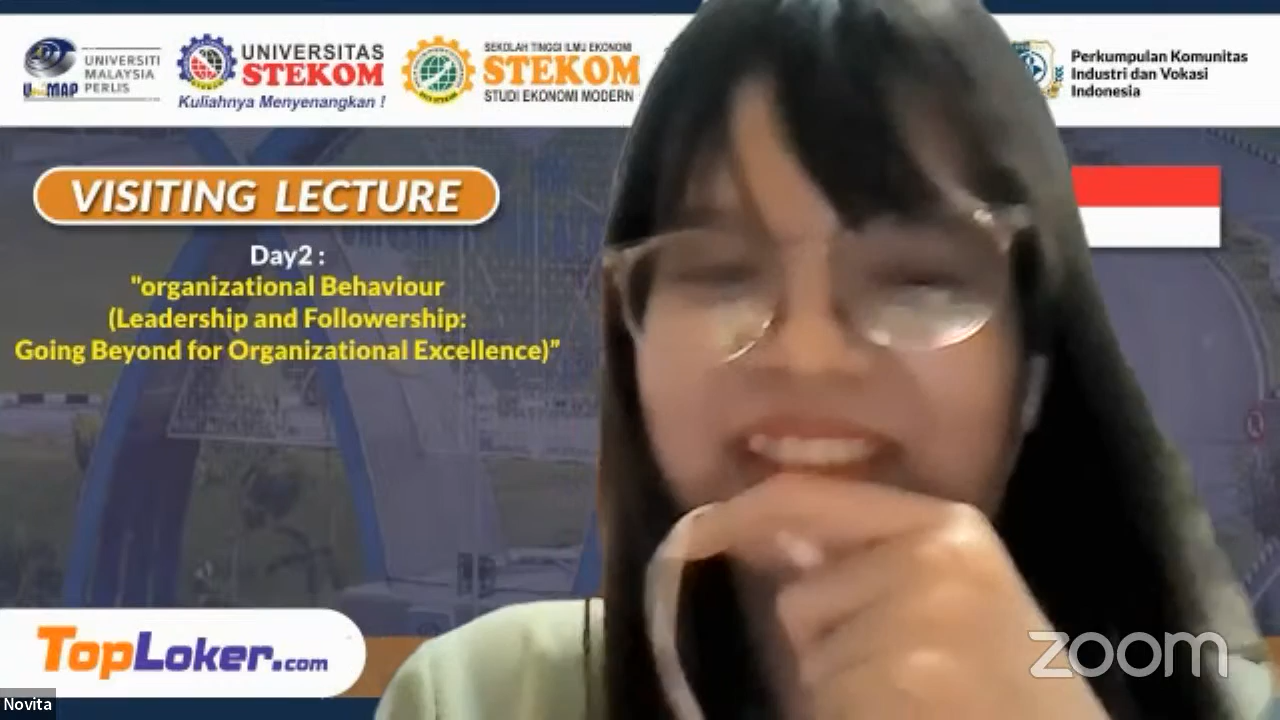 UniMAP
UNIVERSITI
MALAYSIA
PERLIS
UNIVERSITAS
STEKOM
Kuliahnya Menyenangkan !
SEKOLAH TINGGI ILMU EKONOMI
STEKOM
STUDI EKONOMI MODERN
Perkumpulan Komunitas
Industri dan Vokasi
Indonesia
VISITING LECTURE
Day2 :
"organizational Behaviour
(Leadership and Followership:
Going Beyond for Organizational Excellence)”
TopLoker.com
Novita
zoom